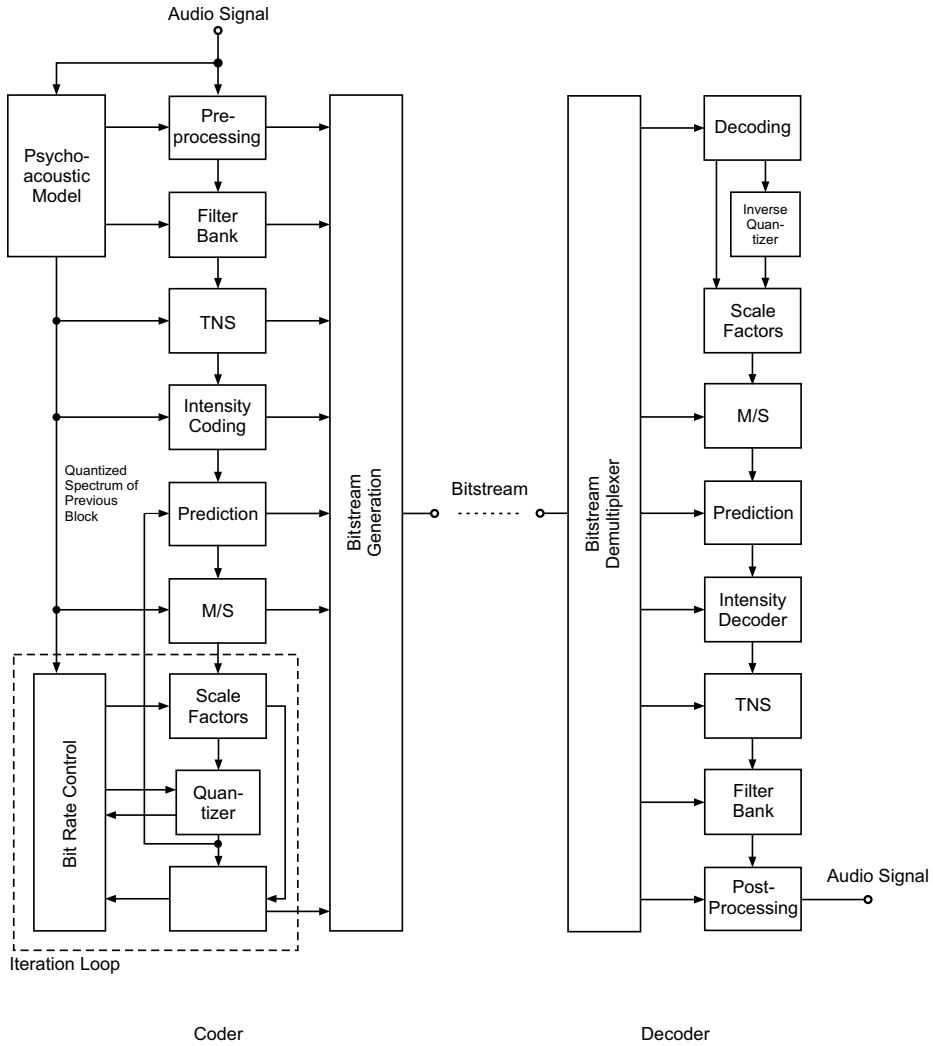 Audio Signal
Psycho-
acoustic
Model
Pre-
processing
Filter
Bank
TNS
Intensity
Coding
Quantized
Spectrum of
Previous
Block
Prediction
M/S
Scale
Factors
Bit Rate Control
Quan-
tizer
Iteration Loop
Bitstream
Generation
Bitstream
Bitstream
Demultiplexer
Decoding
Inverse
Quan-
tizer
Scale
Factors
M/S
Prediction
Intensity
Decoder
TNS
Filter
Bank
Post-
Processing
Audio Signal
Coder
Decoder